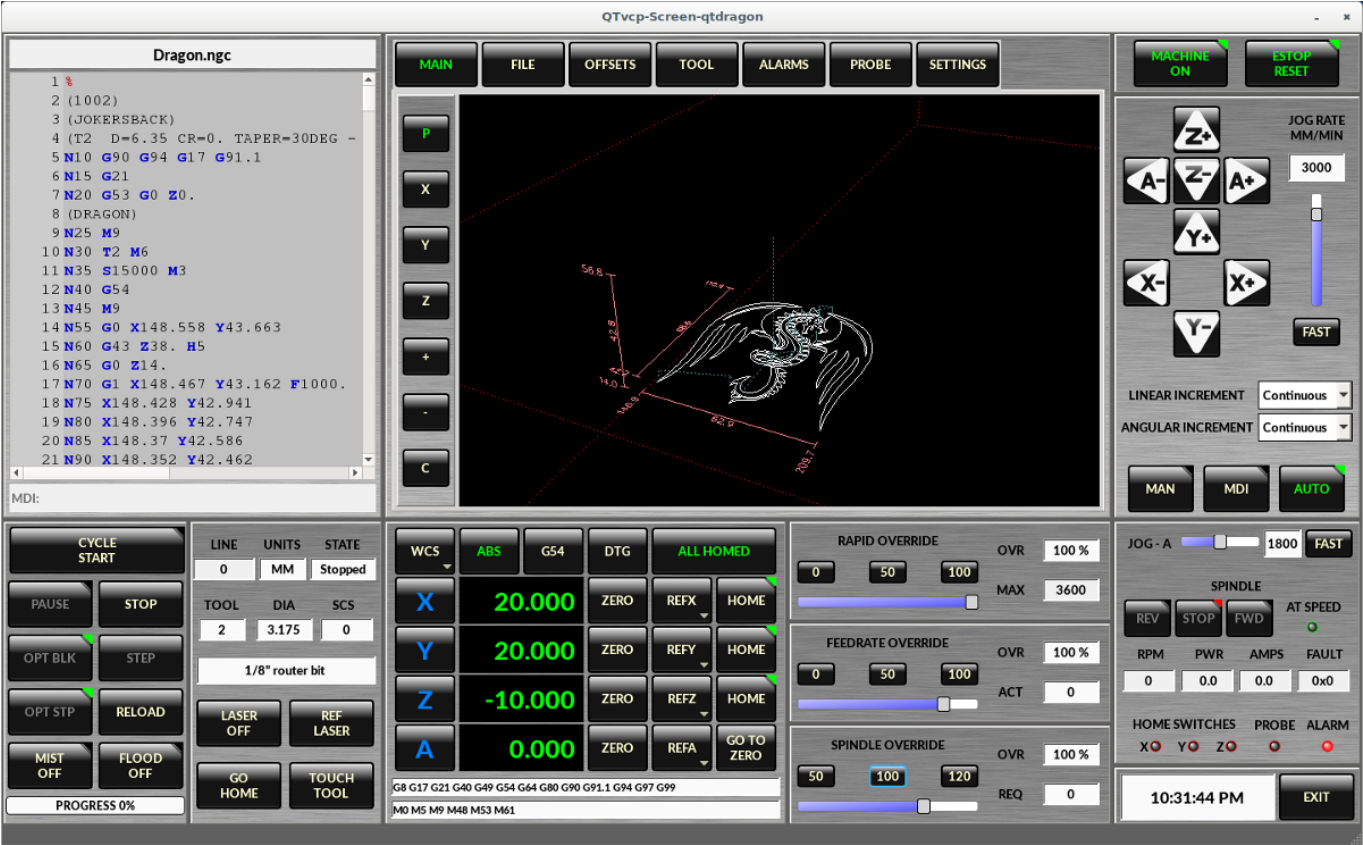 QTvcp-Screen-qtdragon
Dragon.ngc
1 %
2 (1002)
3 (JOKERSBACK)
4 (T2  D=6.35 CR=0. TAPER=30DEG -
5 N10 G90 G94 G17 G91.1
6 N15 G21
7 N20 G53 G0 Z0.
8 (DRAGON)
9 N25 M9
10 N30 T2 M6
11 N35 S15000 M3
12 N40 G54
13 N45 M9
14 N55 G0 X148.558 Y43.663
15 N60 G43 Z38. H5
16 N65 G0 Z14.
17 N70 G1 X148.467 Y43.162 F1000.
18 N75 X148.428 Y42.941
19 N80 X148.396 Y42.747
20 N85 X148.37 Y42.586
21 N90 X148.352 Y42.462
MDI:
MAIN FILE OFFSETS TOOL ALARMS PROBE SETTINGS
P
X
Y
Z
+
-
C
56.8
42.8
14.0
146.9
62.9
209.7
MACHINE ON
ESTOP RESET
Z+
A- Z- A+
Y+
X- X+
Y-
JOG RATE
MM/MIN
3000
FAST
LINEAR INCREMENT Continuous
ANGULAR INCREMENT Continuous
MAN MDI AUTO
CYCLE START
PAUSE STOP
OPT BLK STEP
OPT STP RELOAD
MIST OFF FLOOD OFF
PROGRESS 0%
LINE UNITS STATE
0 MM Stopped
TOOL DIA SCS
2 3.175 0
1/8" router bit
LASER OFF REF LASER
GO HOME TOUCH TOOL
WCS ABS G54 DTG ALL HOMED
X 20.000 ZERO REFX HOME
Y 20.000 ZERO REFY HOME
Z -10.000 ZERO REFZ HOME
A 0.000 ZERO REFA GO TO ZERO
G8 G17 G21 G40 G49 G54 G64 G80 G90 G91.1 G94 G97 G99
M0 M5 M9 M48 M53 M61
RAPID OVERRIDE OVR 100 %
0 50 100 MAX 3600
FEEDRATE OVERRIDE OVR 100 %
0 50 100 ACT 0
SPINDLE OVERRIDE OVR 100 %
50 100 120 REQ 0
JOG - A 1800 FAST
SPINDLE
REV STOP FWD AT SPEED
RPM PWR AMPS FAULT
0 0.0 0.0 0x0
HOME SWITCHES PROBE ALARM
X Y Z
10:31:44 PM EXIT